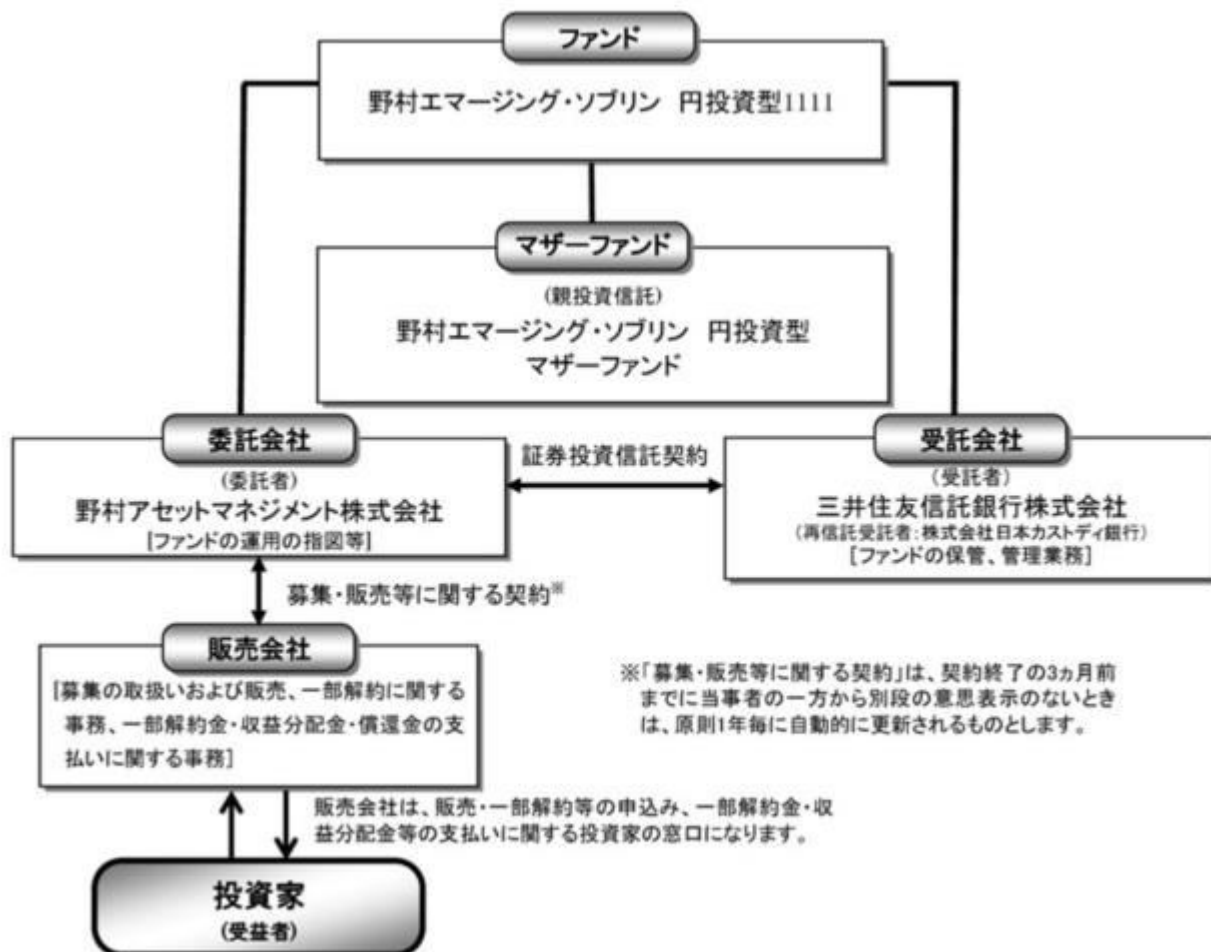 ファンド
野村エマージング・ソブリン 円投資型1111
マザーファンド
(親投資信託)
野村エマージング・ソブリン 円投資型
マザーファンド
委託会社
(委託者)
野村アセットマネジメント株式会社
[ファンドの運用の指図等]
証券投資信託契約
受託会社
(受託者)
三井住友信託銀行株式会社
(再信託受託者:株式会社日本カストディ銀行)
[ファンドの保管、管理業務]
募集・販売等に関する契約※
販売会社
[募集の取扱いおよび販売、一部解約に関する
事務、一部解約金・収益分配金・償還金の支
払いに関する事務]
※「募集・販売等に関する契約」は、契約終了の3ヵ月前
までに当事者の一方から別段の意思表示のないとき
は、原則1年毎に自動的に更新されるものとします。
販売会社は、販売・一部解約等の申込み、一部解約金・収
益分配金等の支払いに関する投資家の窓口になります。
投資家
(受益者)